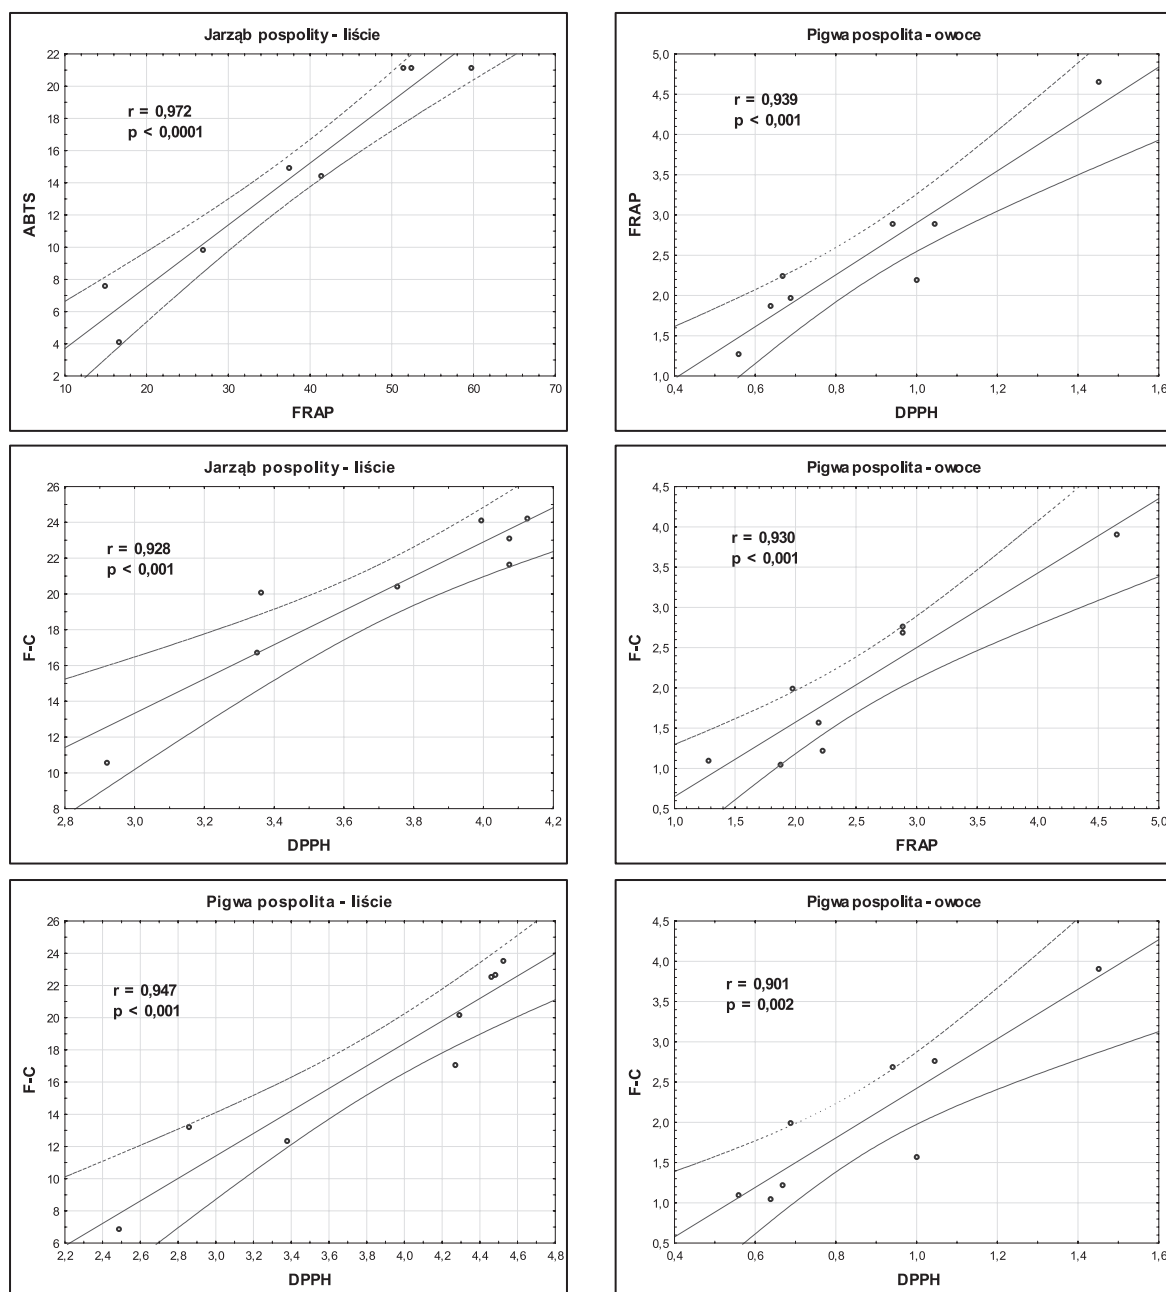 Jarząb pospolity - liście
r = 0,972
p < 0,0001
ABTS
22
20
18
16
14
12
10
8
6
4
2
10 20 30 40 50 60 70
FRAP
Pigwa pospolita - owoce
r = 0,939
p < 0,001
FRAP
5,0
4,5
4,0
3,5
3,0
2,5
2,0
1,5
1,0
0,4 0,6 0,8 1,0 1,2 1,4 1,6
DPPH
Jarząb pospolity - liście
r = 0,928
p < 0,001
F-C
26
24
22
20
18
16
14
12
10
8
2,8 3,0 3,2 3,4 3,6 3,8 4,0 4,2
DPPH
Pigwa pospolita - owoce
r = 0,930
p < 0,001
F-C
4,5
4,0
3,5
3,0
2,5
2,0
1,5
1,0
0,5
1,0 1,5 2,0 2,5 3,0 3,5 4,0 4,5 5,0
FRAP
Pigwa pospolita - liście
r = 0,947
p < 0,001
F-C
26
24
22
20
18
16
14
12
10
8
6
2,2 2,4 2,6 2,8 3,0 3,2 3,4 3,6 3,8 4,0 4,2 4,4 4,6 4,8
DPPH
Pigwa pospolita - owoce
r = 0,901
p = 0,002
F-C
4,5
4,0
3,5
3,0
2,5
2,0
1,5
1,0
0,5
0,4 0,6 0,8 1,0 1,2 1,4 1,6
DPPH